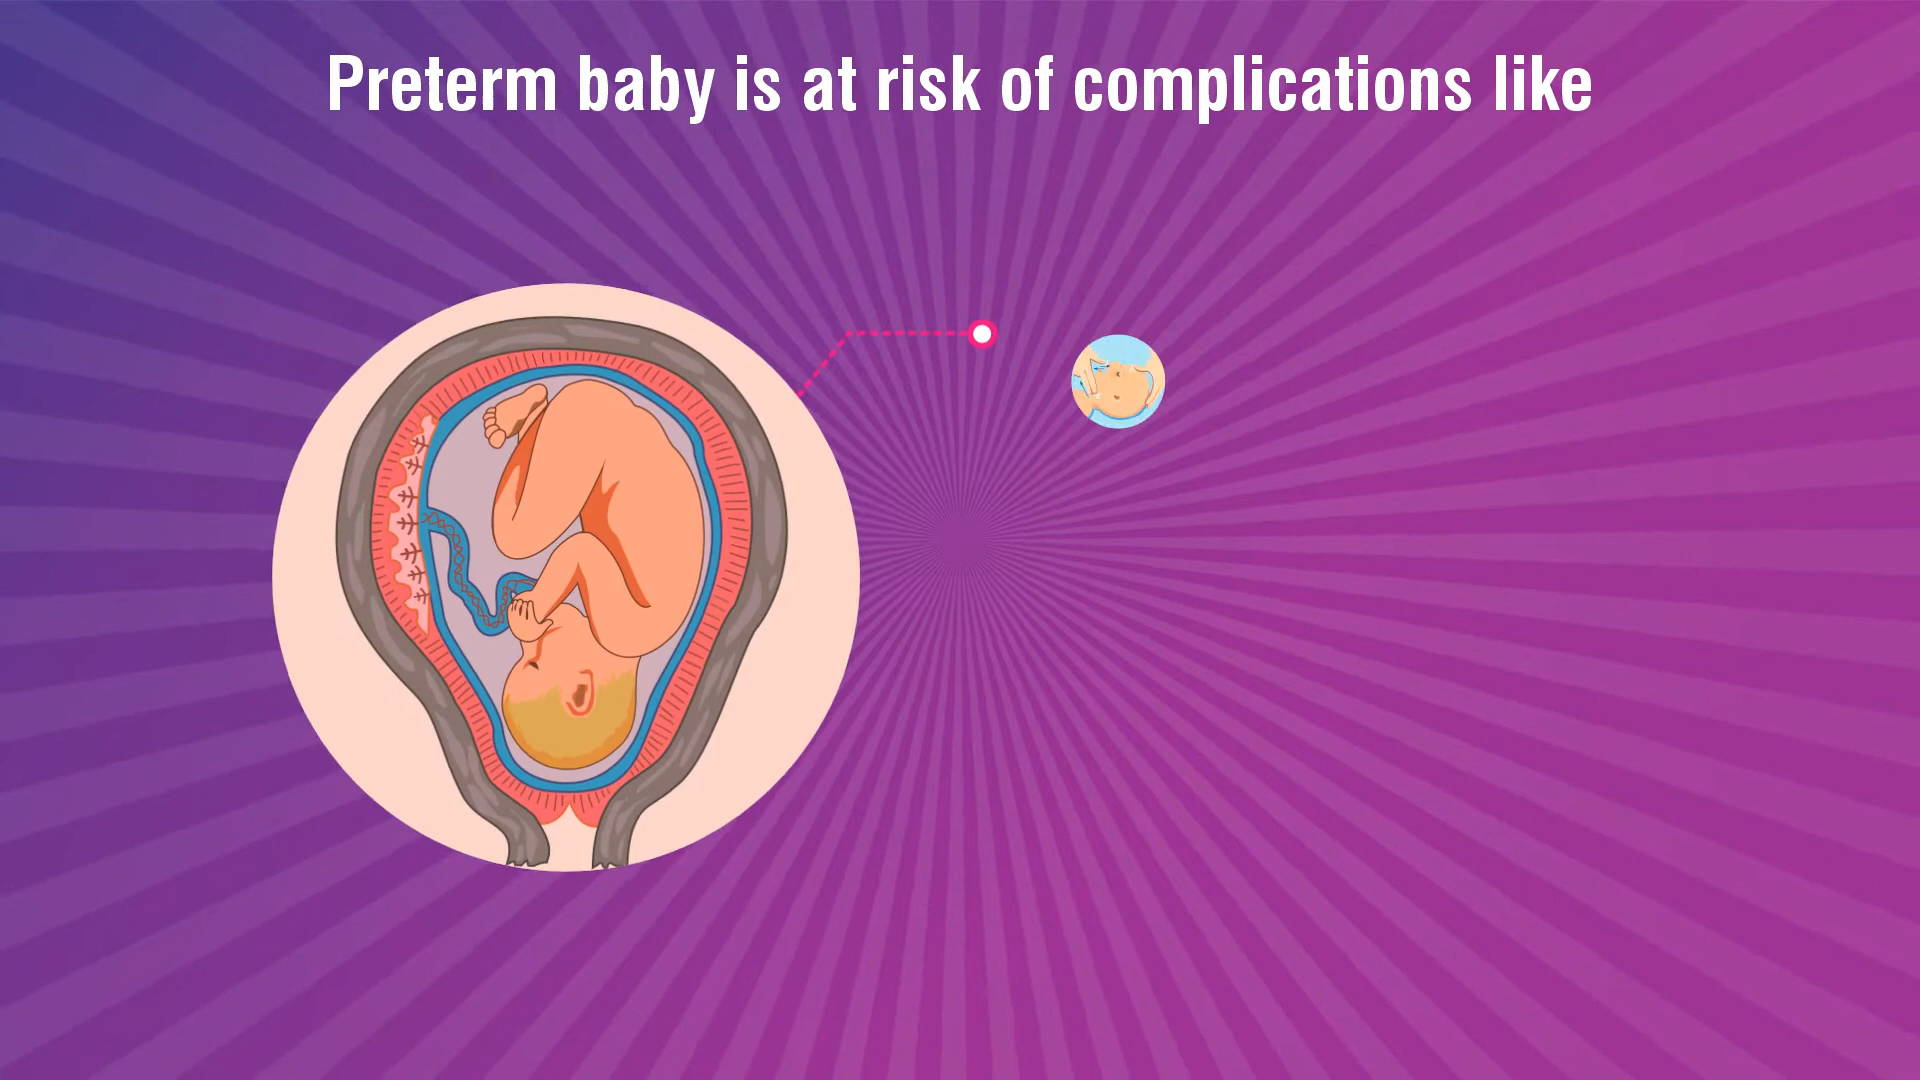 Preterm baby is at risk of complications like